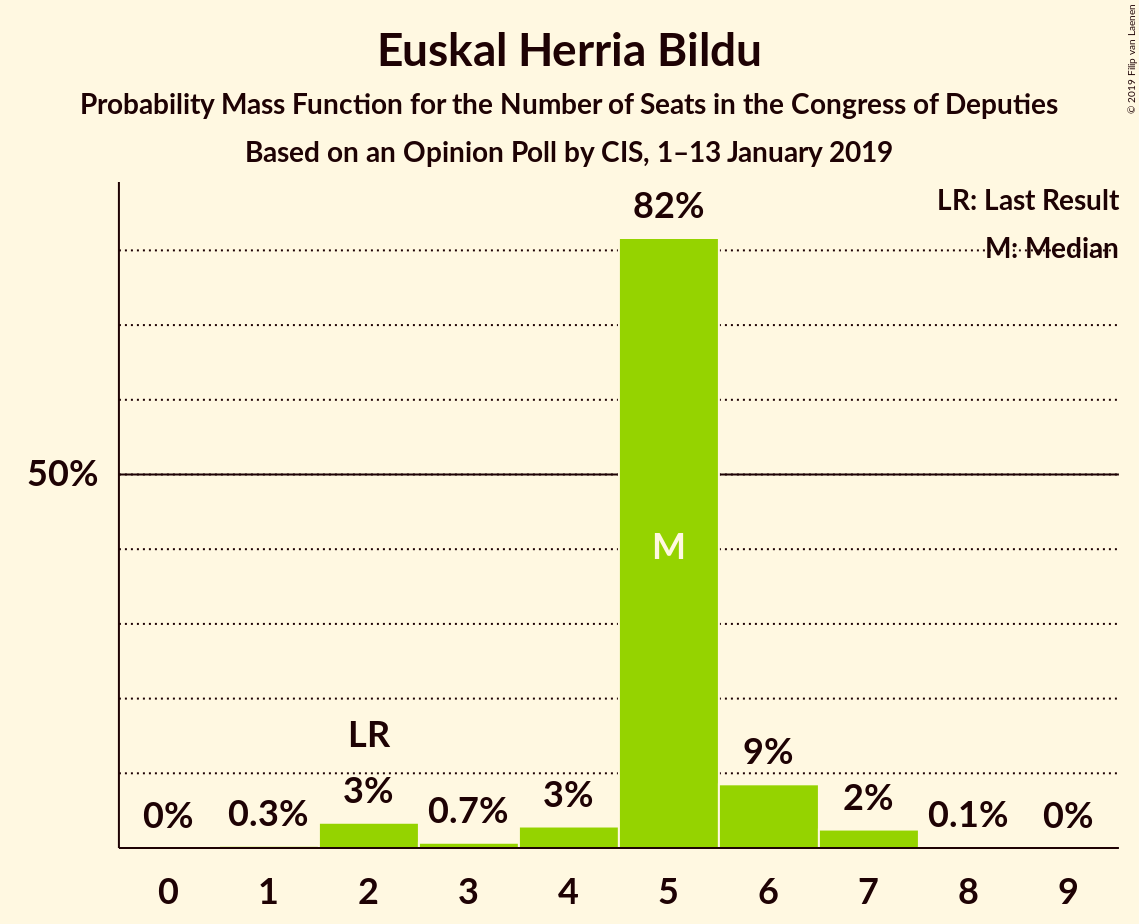 Euskal Herria Bildu
Probability Mass Function for the Number of Seats in the Congress of Deputies
Based on an Opinion Poll by CIS, 1–13 January 2019
© 2019 Filip van Laenen
LR: Last Result
M: Median
82%
50%
M
LR
0%
0.3%
3%
0.7%
3%
9%
2%
0.1%
0%
0 1 2 3 4 5 6 7 8 9